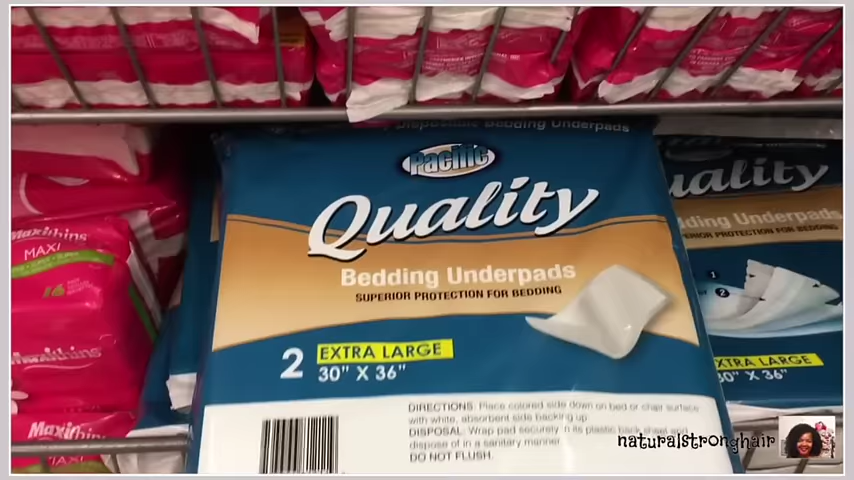 Disposable Bedding Underpads
Pacific
Quality
Bedding Underpads
SUPERIOR PROTECTION FOR BEDDING
2 EXTRA LARGE
30" X 36"
DIRECTIONS: Place colored side down on bed or chair surface
with white, absorbent side backing up.
DISPOSAL: Wrap pad securely in its plastic back sheet and
dispose of in a sanitary manner.
DO NOT FLUSH.
Maxithins
MAXI
16
Maxithins
Maxithins
Quality
Bedding Underpads
SUPERIOR PROTECTION FOR BEDDING
1
2
EXTRA LARGE
30" X 36"
naturalstronghair